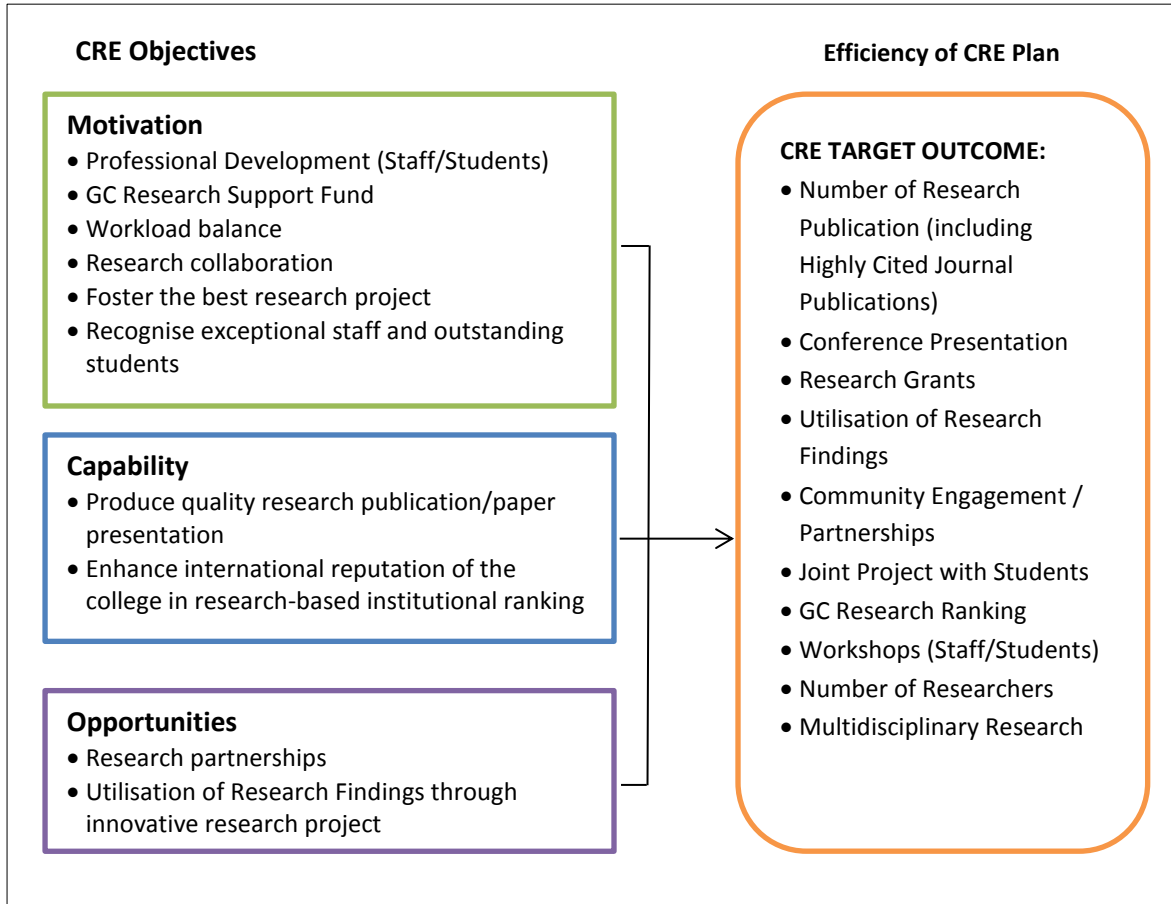 CRE Objectives
Motivation
• Professional Development (Staff/Students)
• GC Research Support Fund
• Workload balance
• Research collaboration
• Foster the best research project
• Recognise exceptional staff and outstanding
students
Capability
• Produce quality research publication/paper
presentation
• Enhance international reputation of the
college in research-based institutional ranking
Opportunities
• Research partnerships
• Utilisation of Research Findings through
innovative research project
Efficiency of CRE Plan
CRE TARGET OUTCOME:
• Number of Research
Publication (including
Highly Cited Journal
Publications)
• Conference Presentation
• Research Grants
• Utilisation of Research
Findings
• Community Engagement /
Partnerships
• Joint Project with Students
• GC Research Ranking
• Workshops (Staff/Students)
• Number of Researchers
• Multidisciplinary Research